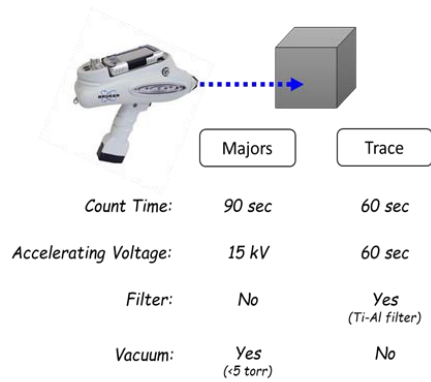 BRUKER
Majors Trace
Count Time: 90 sec 60 sec
Accelerating Voltage: 15 kV 60 sec
Filter: No Yes
(Ti-Al filter)
Vacuum: Yes No
(<5 torr)